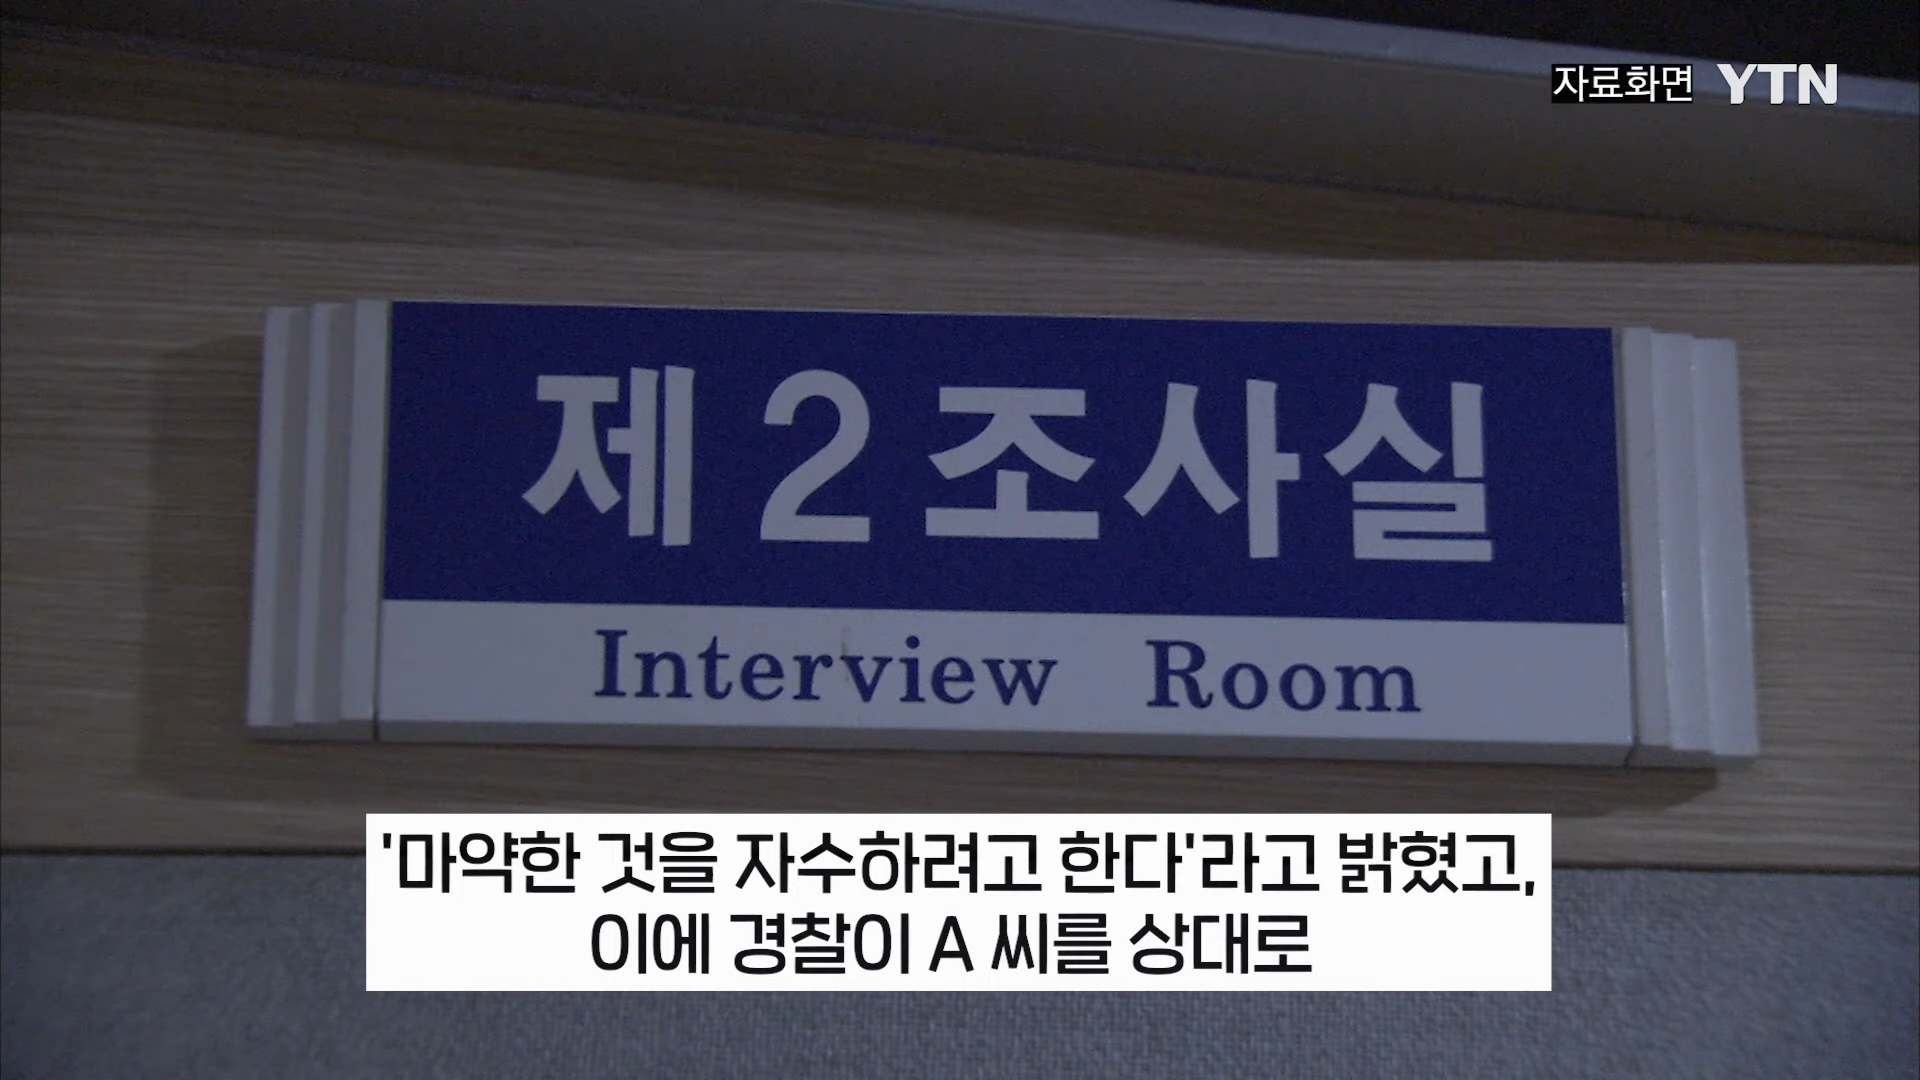 자료화면 YTN
제2조사실
Interview Room
'마약한 것을 자수하려고 한다'라고 밝혔고,
이에 경찰이 A 씨를 상대로